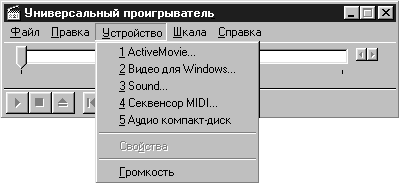 Универсальный проигрыватель
Файл Правка Устройство Шкала Справка
1 ActiveMovie...
2 Видео для Windows...
3 Sound...
4 Секвенсор MIDI...
5 Аудио компакт-диск
Свойства
Громкость